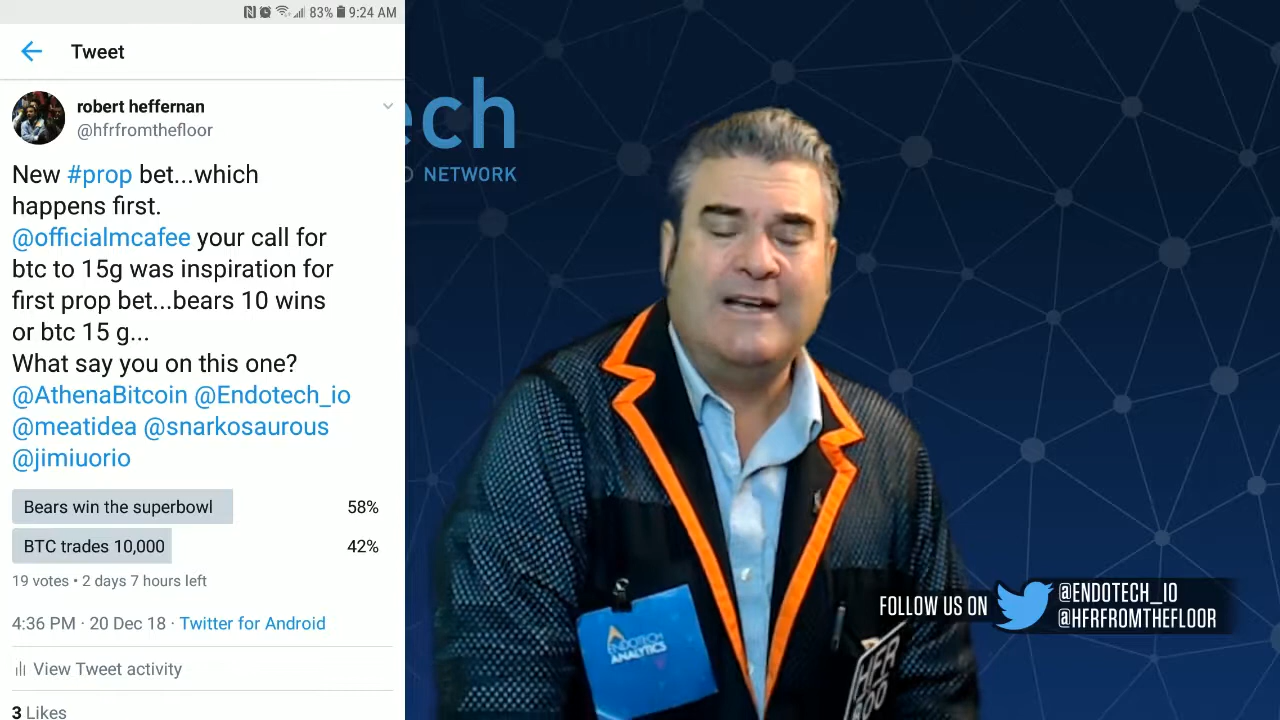 83% 9:24 AM
Tweet
robert heffernan
@hfrfromthefloor
New #prop bet...which
happens first.
@officialmcafee your call for
btc to 15g was inspiration for
first prop bet...bears 10 wins
or btc 15 g...
What say you on this one?
@AthenaBitcoin @Endotech_io
@meatidea @snarkosaurous
@jimiuorio
Bears win the superbowl 58%
BTC trades 10,000 42%
19 votes • 2 days 7 hours left
4:36 PM · 20 Dec 18 · Twitter for Android
View Tweet activity
3 Likes
ech
NETWORK
FOLLOW US ON
@ENDOTECH_IO
@HFRFROMTHEFLOOR
ENDOTECH
ANALYTICS
HFR